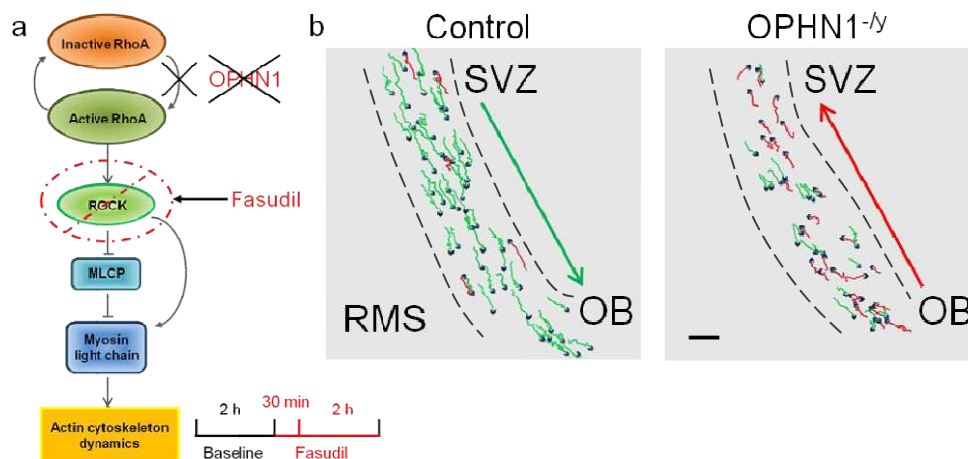 a
Inactive RhoA
OPHN1
Active RhoA
ROCK
Fasudil
MLCP
Myosin
light chain
Actin cytoskeleton
dynamics
2 h
30 min
2 h
Baseline
Fasudil
b
Control
SVZ
RMS
OB
OPHN1-/y
SVZ
OB